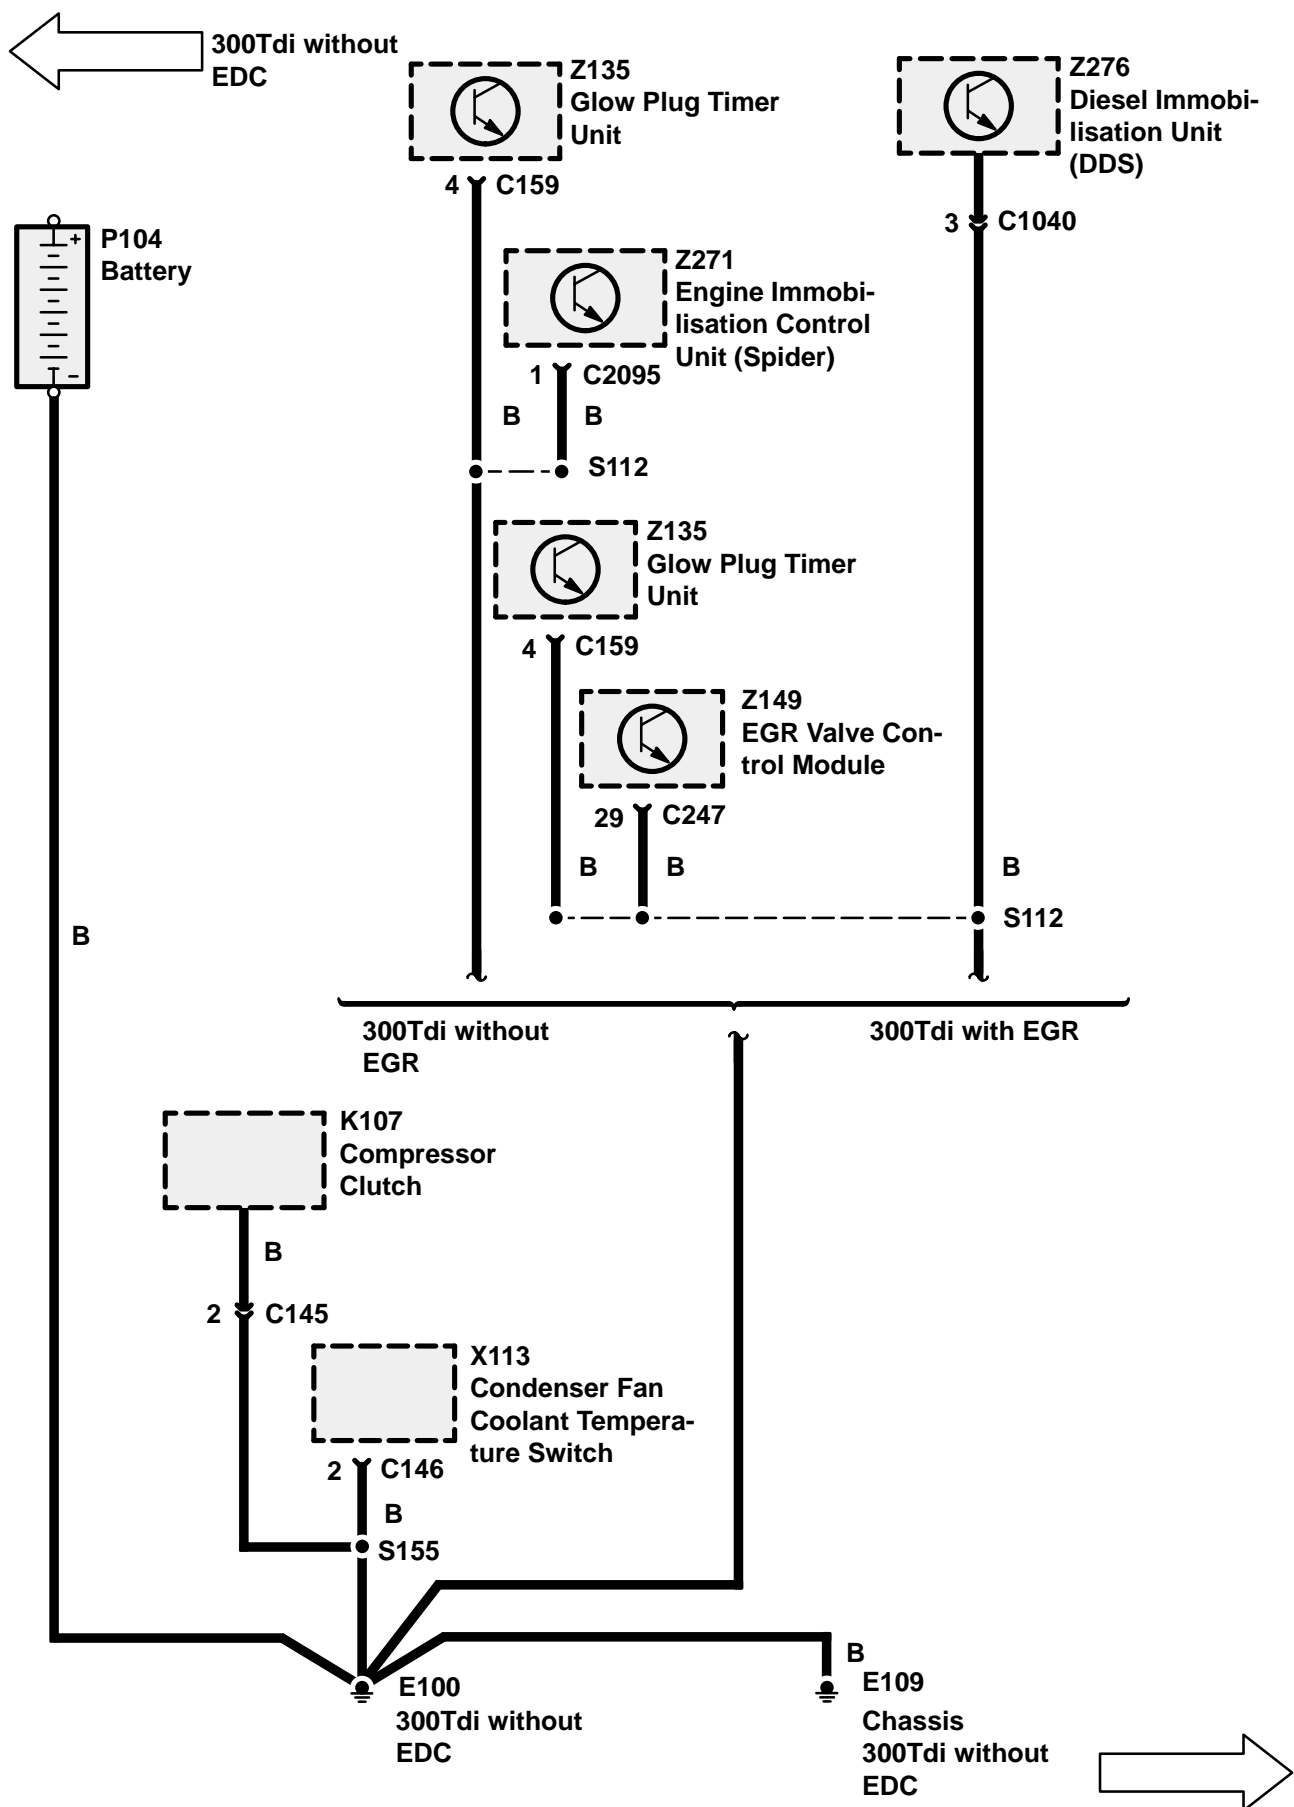 300Tdi without
EDC
Z135
Glow Plug Timer
Unit
4 C159
Z276
Diesel Immobi-
lisation Unit
(DDS)
3 C1040
P104
Battery
+
–
Z271
Engine Immobi-
lisation Control
Unit (Spider)
1 C2095
B B
S112
Z135
Glow Plug Timer
Unit
4 C159
Z149
EGR Valve Con-
trol Module
29 C247
B B B
S112
B
300Tdi without
EGR
300Tdi with EGR
K107
Compressor
Clutch
B
2 C145
X113
Condenser Fan
Coolant Tempera-
ture Switch
2 C146
B
S155
E100
300Tdi without
EDC
B
E109
Chassis
300Tdi without
EDC